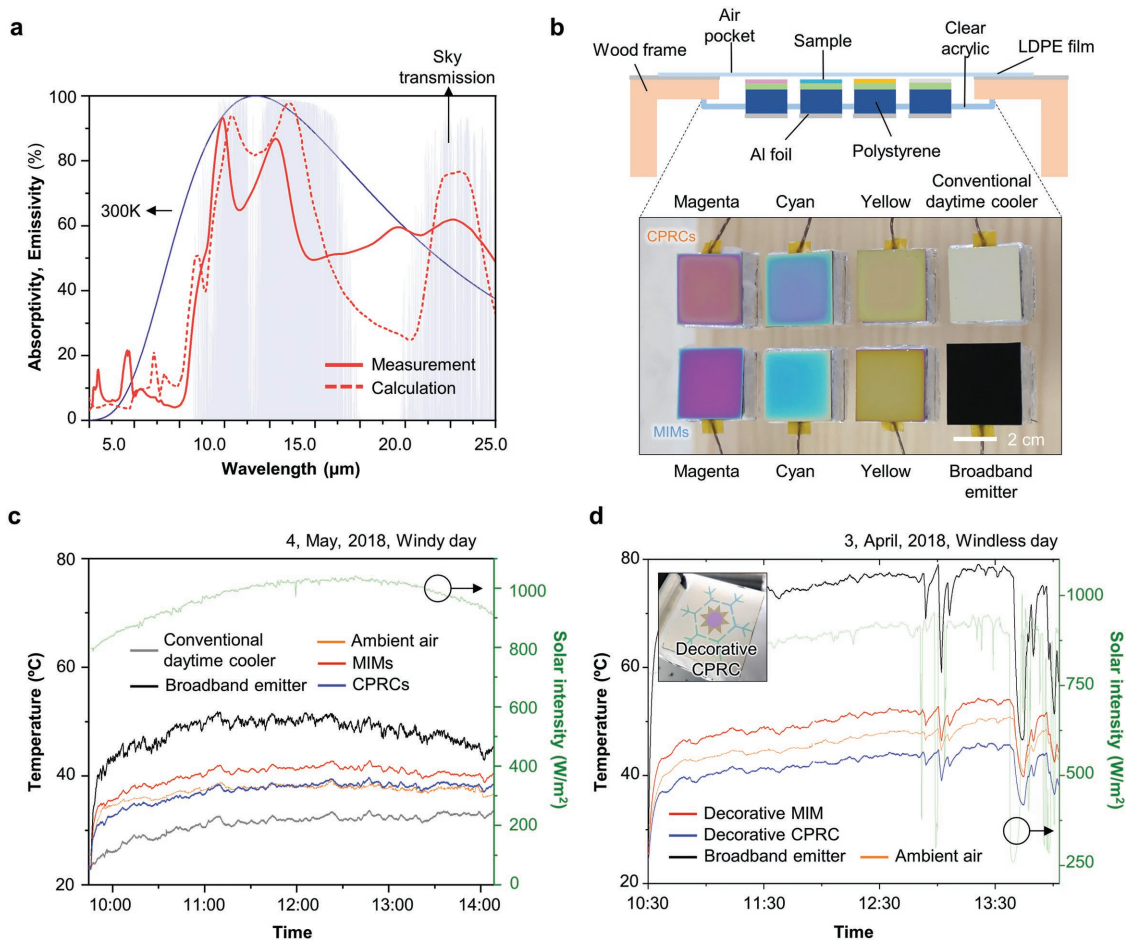 a
Sky
transmission
100
80
60
40
20
0
Absorptivity, Emissivity (%)
300K
Measurement
Calculation
5.0
10.0
15.0
20.0
25.0
Wavelength (µm)
b
Wood frame
Air
pocket
Sample
Clear
acrylic
LDPE film
Al foil
Polystyrene
Magenta
Cyan
Yellow
Conventional
daytime cooler
CPRCs
MIMs
2 cm
Magenta
Cyan
Yellow
Broadband
emitter
c
4, May, 2018, Windy day
80
60
40
20
Temperature (ºC)
Conventional
daytime cooler
Broadband emitter
Ambient air
MIMs
CPRCs
1000
800
600
400
200
0
Solar intensity (W/m²)
10:00
11:00
12:00
13:00
14:00
Time
d
3, April, 2018, Windless day
80
60
40
20
Temperature (ºC)
Decorative
CPRC
Decorative MIM
Decorative CPRC
Broadband emitter
Ambient air
1000
750
500
250
Solar intensity (W/m²)
10:30
11:30
12:30
13:30
Time